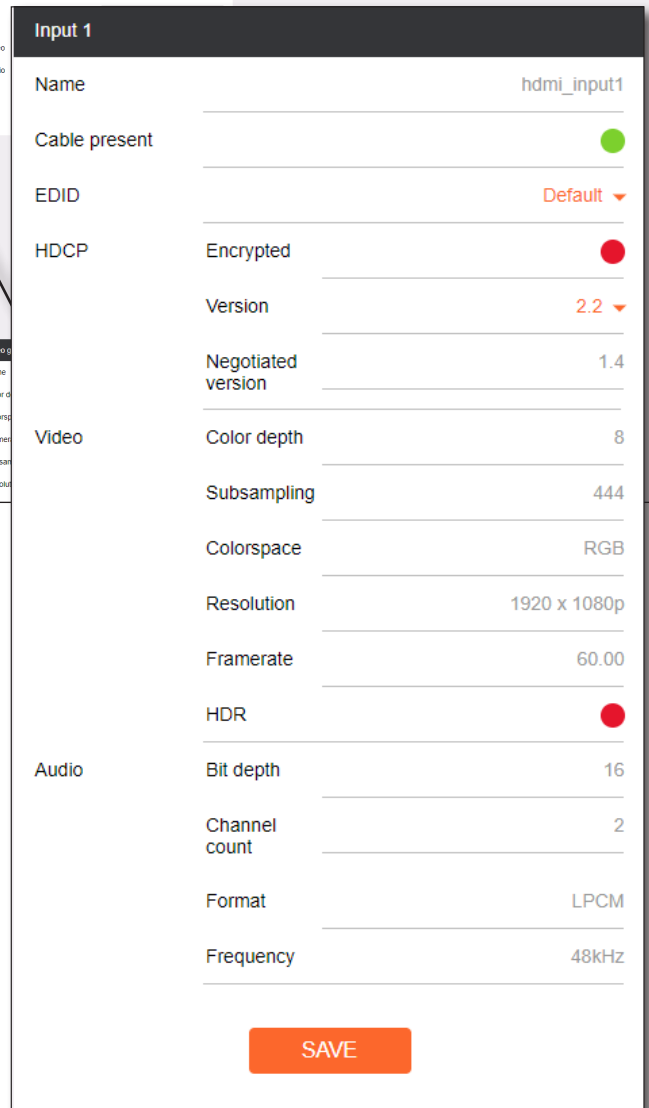 Input 1
Name hdmi_input1
Cable present
EDID Default
HDCP Encrypted
Version 2.2
Negotiated 1.4
version
Video Color depth 8
Subsampling 444
Colorspace RGB
Resolution 1920 x 1080p
Framerate 60.00
HDR
Audio Bit depth 16
Channel 2
count
Format LPCM
Frequency 48kHz
SAVE